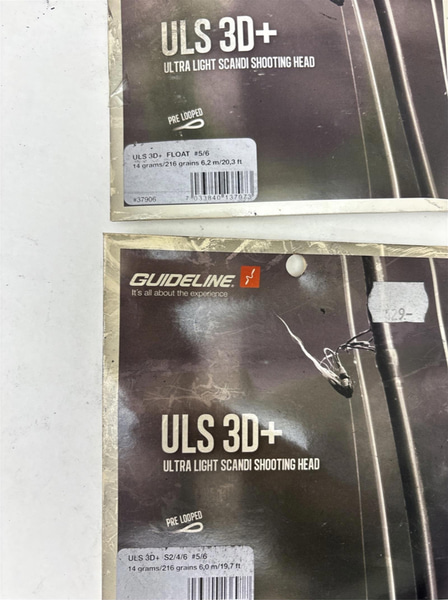 ULS 3D+
ULTRA LIGHT SCANDI SHOOTING HEAD
PRE LOOPED
ULS 3D+ FLOAT #5/6
14 grams/216 grains 6,2 m/20,3 ft
#37906
GUIDELINE
It's all about the experience
ULS 3D+
ULTRA LIGHT SCANDI SHOOTING HEAD
PRE LOOPED
ULS 3D+ S2/4/6 #5/6
14 grams/216 grains 6,0 m/19,7 ft